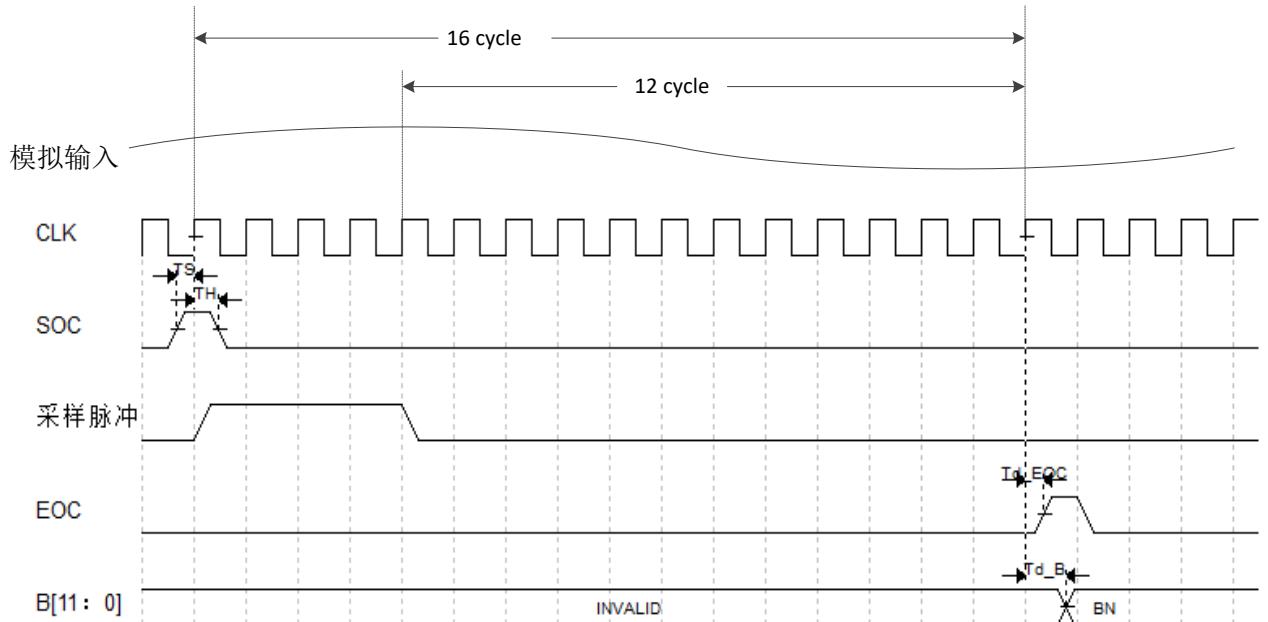 16 cycle
12 cycle
模拟输入
CLK
TS
TH
SOC
采样脉冲
Td_EOC
EOC
Td_B
B[11：0]
INVALID
BN